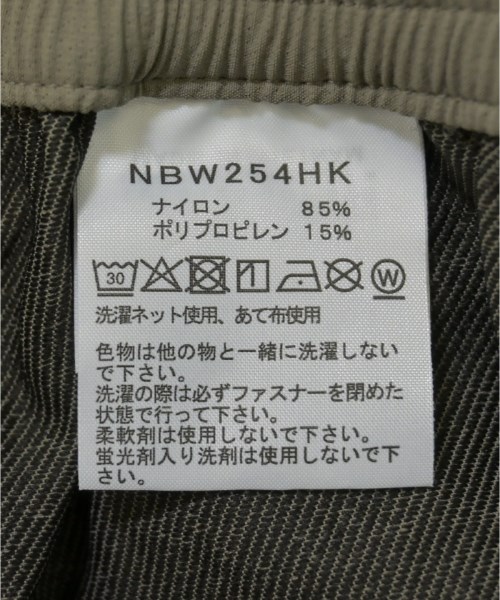 NBW254HK
ナイロン 85%
ポリプロピレン 15%
30 W
洗濯ネット使用、あて布使用
色物は他の物と一緒に洗濯しない
で下さい。
洗濯の際は必ずファスナーを閉めた
状態で行って下さい。
柔軟剤は使用しないで下さい。
蛍光剤入り洗剤は使用しないで下
さい。